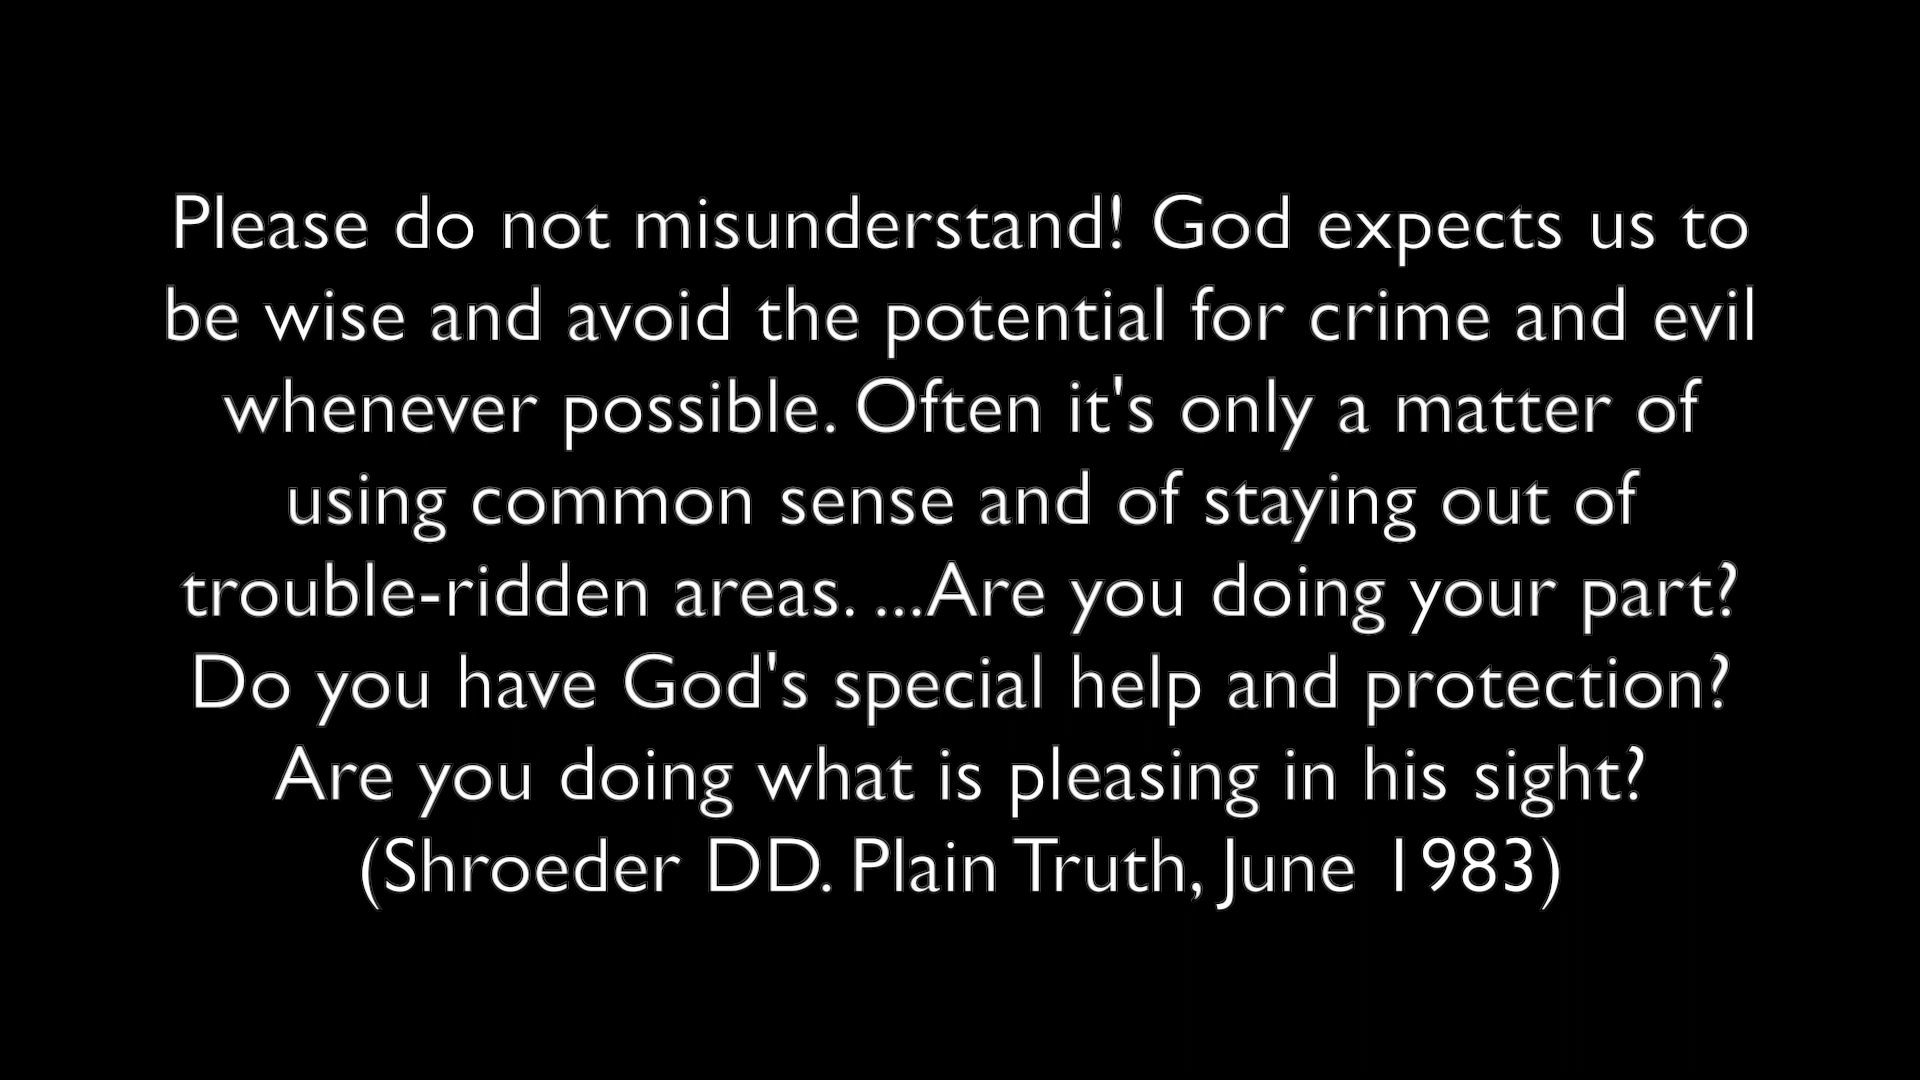 Please do not misunderstand! God expects us to
be wise and avoid the potential for crime and evil
whenever possible. Often it's only a matter of
using common sense and of staying out of
trouble-ridden areas. ...Are you doing your part?
Do you have God's special help and protection?
Are you doing what is pleasing in his sight?
(Shroeder DD. Plain Truth, June 1983)